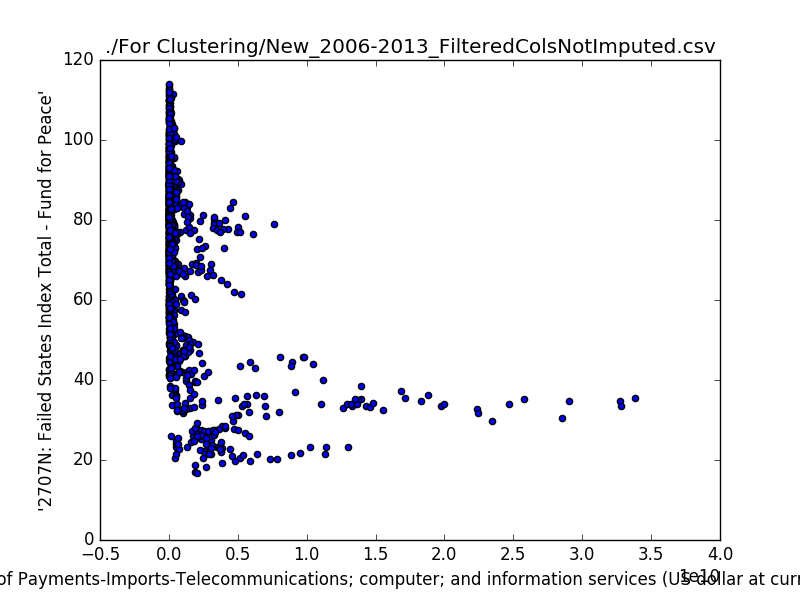 ./For Clustering/New_2006-2013_FilteredColsNotImputed.csv
'2707N: Failed States Index Total - Fund for Peace'
120
100
80
60
40
20
0
−0.5 0.0 0.5 1.0 1.5 2.0 2.5 3.0 3.5 4.0
1e10
of Payments-Imports-Telecommunications; computer; and information services (US dollar at curr